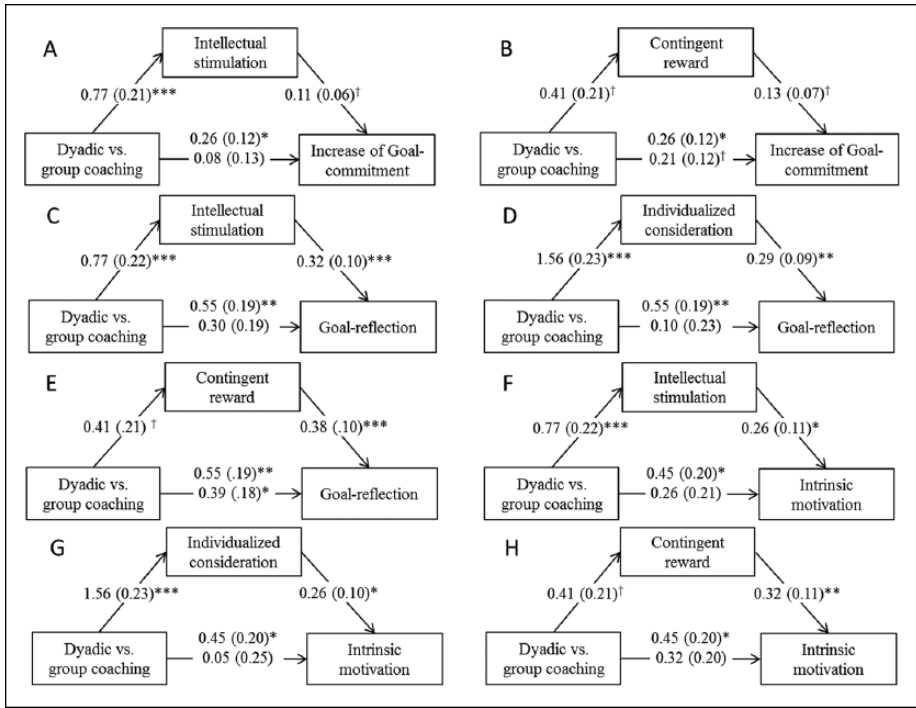 A
Intellectual
stimulation
0.77 (0.21)***
0.11 (0.06)†
Dyadic vs.
group coaching
0.26 (0.12)*
0.08 (0.13)
Increase of Goal-
commitment
B
Contingent
reward
0.41 (0.21)†
0.13 (0.07)†
Dyadic vs.
group coaching
0.26 (0.12)*
0.21 (0.12)†
Increase of Goal-
commitment
C
Intellectual
stimulation
0.77 (0.22)***
0.32 (0.10)***
Dyadic vs.
group coaching
0.55 (0.19)**
0.30 (0.19)
Goal-reflection
D
Individualized
consideration
1.56 (0.23)***
0.29 (0.09)**
Dyadic vs.
group coaching
0.55 (0.19)**
0.10 (0.23)
Goal-reflection
E
Contingent
reward
0.41 (.21) †
0.38 (.10)***
Dyadic vs.
group coaching
0.55 (.19)**
0.39 (.18)*
Goal-reflection
F
Intellectual
stimulation
0.77 (0.22)***
0.26 (0.11)*
Dyadic vs.
group coaching
0.45 (0.20)*
0.26 (0.21)
Intrinsic
motivation
G
Individualized
consideration
1.56 (0.23)***
0.26 (0.10)*
Dyadic vs.
group coaching
0.45 (0.20)*
0.05 (0.25)
Intrinsic
motivation
H
Contingent
reward
0.41 (0.21)†
0.32 (0.11)**
Dyadic vs.
group coaching
0.45 (0.20)*
0.32 (0.20)
Intrinsic
motivation